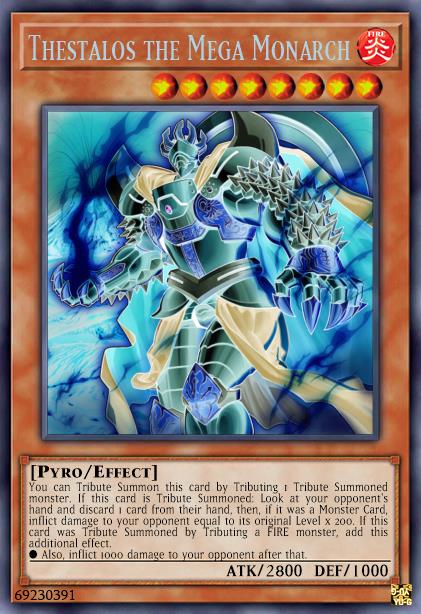 THESTALOS THE MEGA MONARCH
FIRE
炎
[PYRO/EFFECT]
You can Tribute Summon this card by Tributing 1 Tribute Summoned
monster. If this card is Tribute Summoned: Look at your opponent's
hand and discard 1 card from their hand, then, if it was a Monster Card,
inflict damage to your opponent equal to its original Level x 200. If this
card was Tribute Summoned by Tributing a FIRE monster, add this
additional effect.
● Also, inflict 1000 damage to your opponent after that.
ATK/2800 DEF/1000
69230391